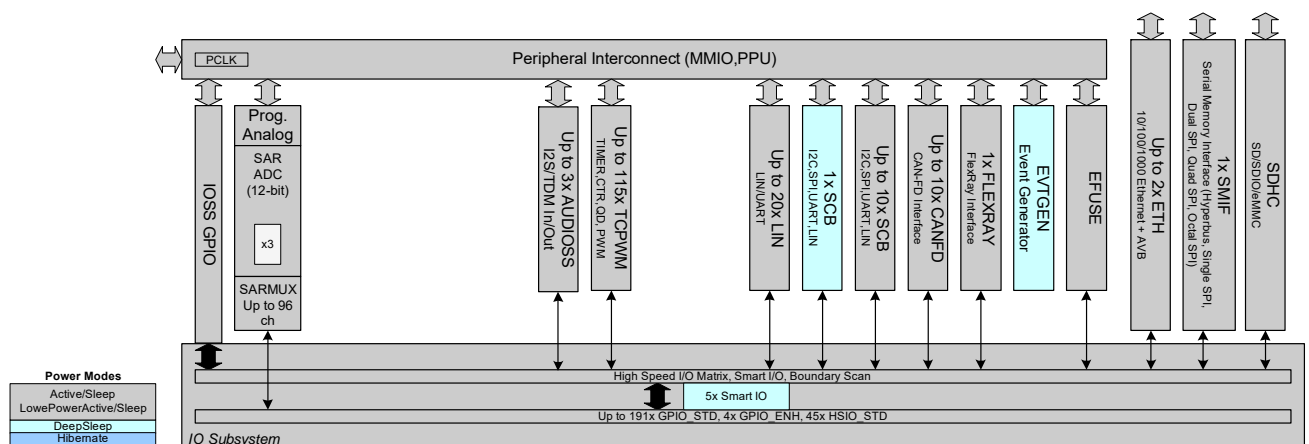 PCLK
Peripheral Interconnect (MMIO,PPU)
IOSS GPIO
Prog.
Analog
SAR
ADC
(12-bit)
x3
SARMUX
Up to 96
ch
Up to 3x AUDIOSS
I2S/TDM In/Out
Up to 115x TCPWM
TIMER,CTR,QD, PWM
Up to 20x LIN
LIN/UART
1x SCB
I2C,SPI,UART,LIN
Up to 10x SCB
I2C,SPI,UART,LIN
Up to 10x CANFD
CAN-FD Interface
1x FLEXRAY
FlexRay Interface
EVTGEN
Event Generator
EFUSE
Up to 2x ETH
10/100/1000 Ethernet + AVB
1x SMIF
Serial Memory Interface (Hyperbus, Single SPI,
Dual SPI, Quad SPI, Octal SPI)
SDHC
SD/SDIO/eMMC
High Speed I/O Matrix, Smart I/O, Boundary Scan
5x Smart IO
Up to 191x GPIO_STD, 4x GPIO_ENH, 45x HSIO_STD
IO Subsystem
Power Modes
Active/Sleep
LowePowerActive/Sleep
DeepSleep
Hibernate